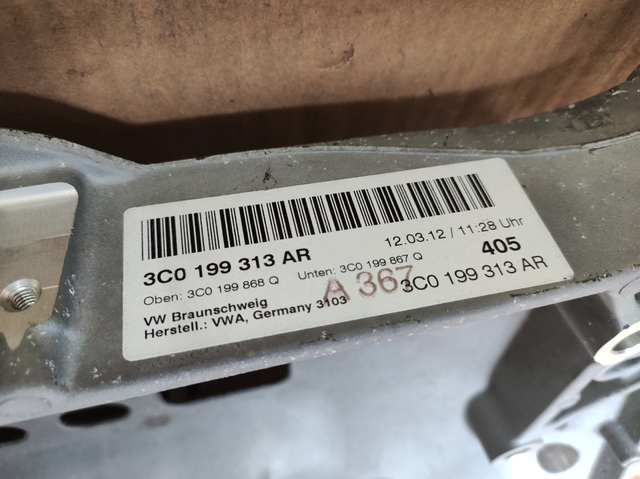 3C0 199 313 AR
12.03.12 / 11:28 Uhr
Oben: 3C0 199 868 Q
Unten: 3C0 199 867 Q
405
VW Braunschweig
A 367
3C0 199 313 AR
Herstell.: VWA, Germany 3103